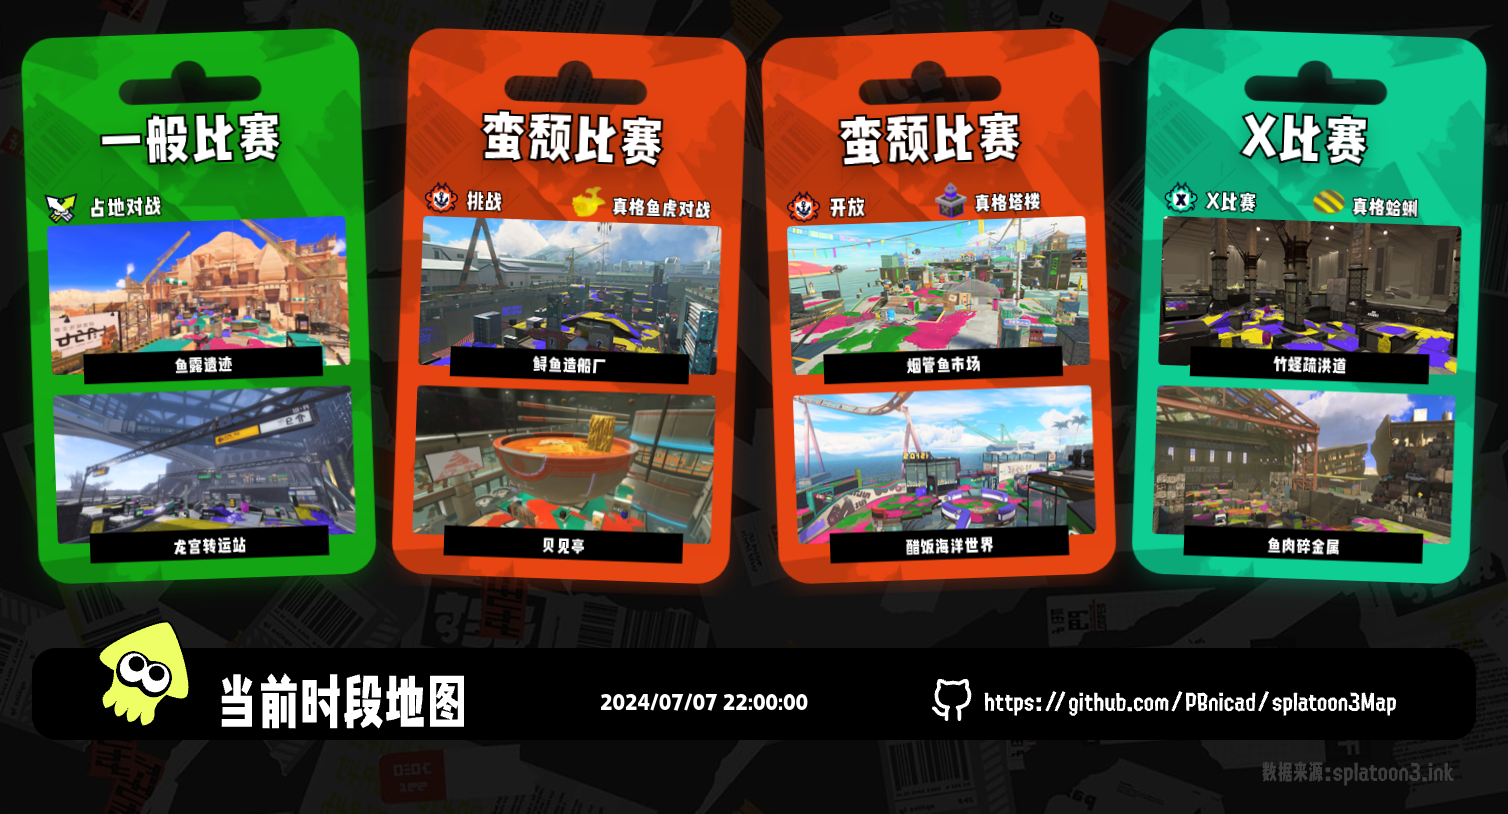 一般比赛
占地对战
鱼露遗迹
龙宫转运站
蛮颓比赛
挑战
真格鱼虎对战
鲟鱼造船厂
贝见亭
蛮颓比赛
开放
真格塔楼
烟管鱼市场
醋饭海洋世界
X比赛
X比赛
真格蛤蜊
竹蛏疏洪道
鱼肉碎金属
当前时段地图
2024/07/07 22:00:00
https://github.com/PBnicad/splatoon3Map
数据来源:splatoon3.ink